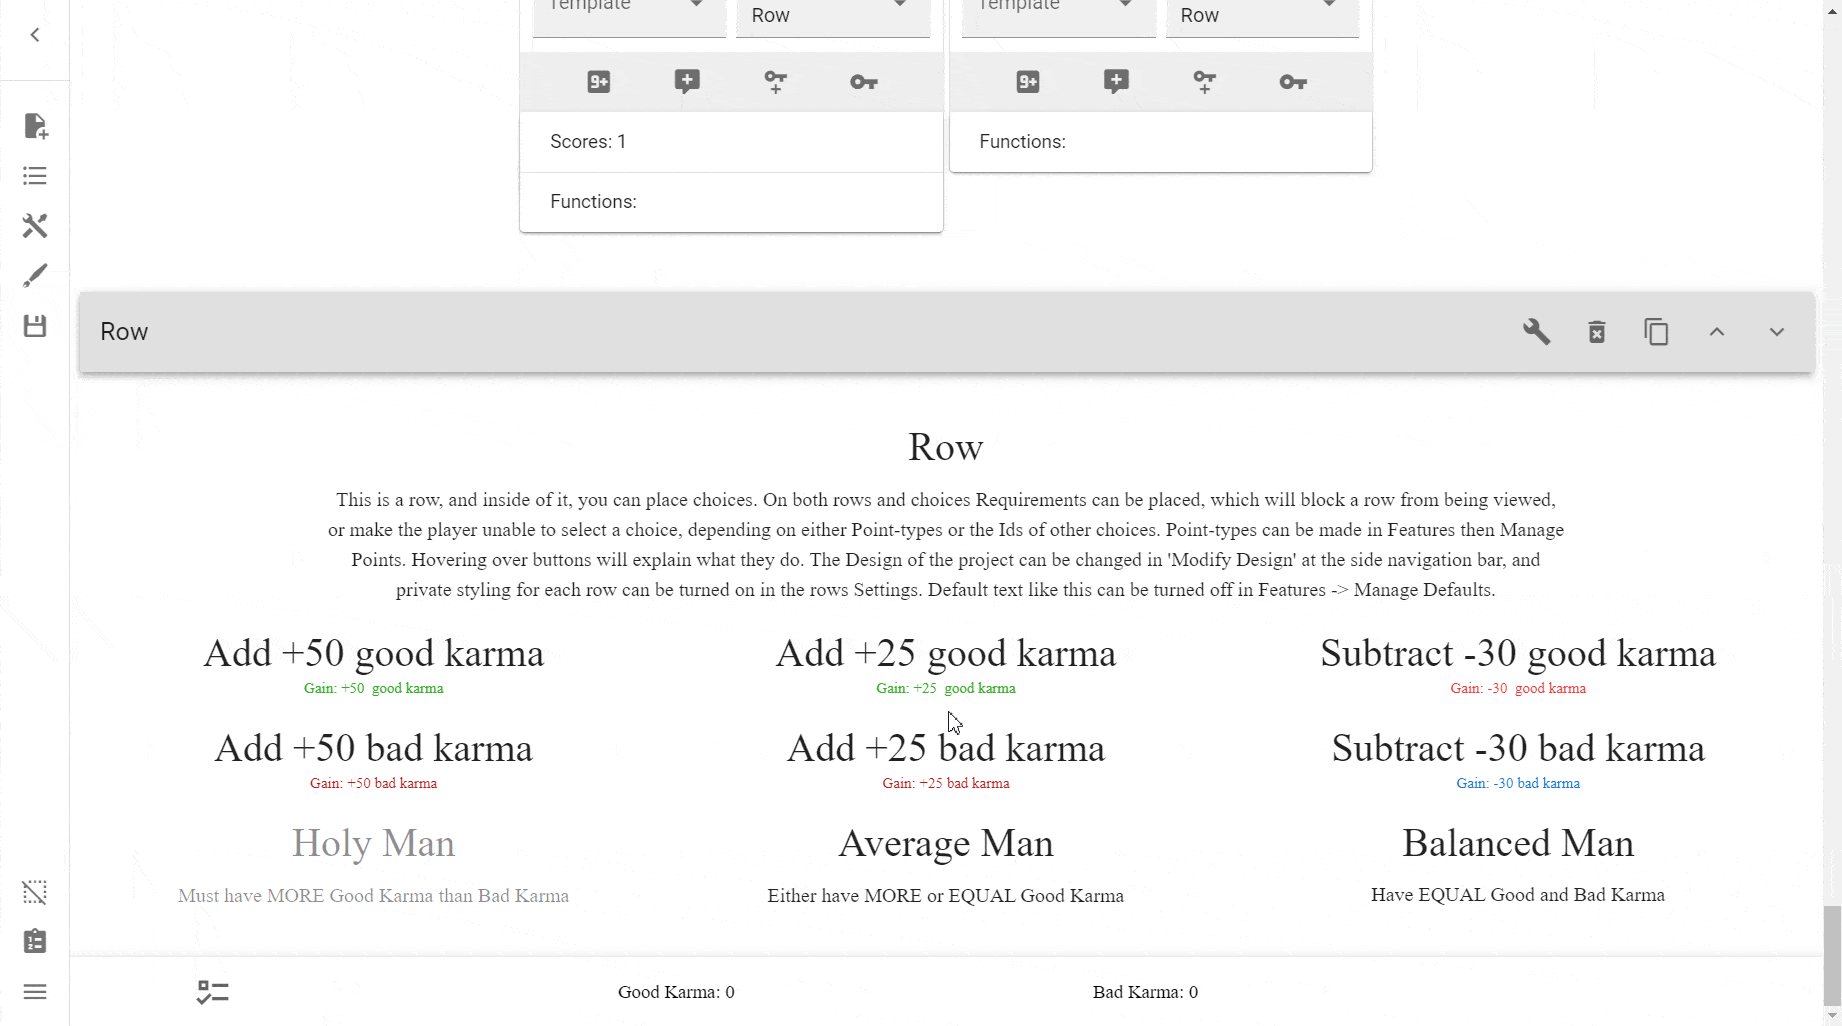 Template
Row
Template
Row
9+
9+
Scores: 1
Functions:
Functions:
Row
Row
This is a row, and inside of it, you can place choices. On both rows and choices Requirements can be placed, which will block a row from being viewed,
or make the player unable to select a choice, depending on either Point-types or the Ids of other choices. Point-types can be made in Features then Manage
Points. Hovering over buttons will explain what they do. The Design of the project can be changed in 'Modify Design' at the side navigation bar, and
private styling for each row can be turned on in the rows Settings. Default text like this can be turned off in Features -> Manage Defaults.
Add +50 good karma
Gain: +50 good karma
Add +25 good karma
Gain: +25 good karma
Subtract -30 good karma
Gain: -30 good karma
Add +50 bad karma
Gain: +50 bad karma
Add +25 bad karma
Gain: +25 bad karma
Subtract -30 bad karma
Gain: -30 bad karma
Holy Man
Must have MORE Good Karma than Bad Karma
Average Man
Either have MORE or EQUAL Good Karma
Balanced Man
Have EQUAL Good and Bad Karma
Good Karma: 0
Bad Karma: 0